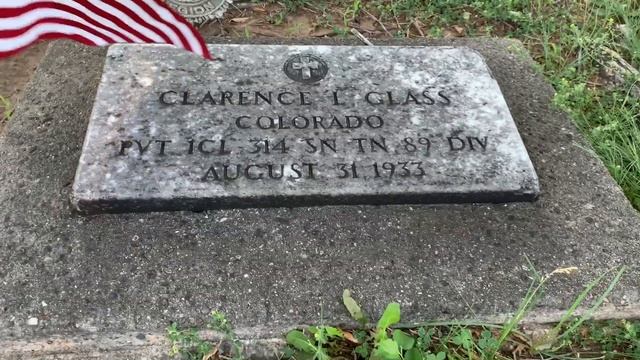 CLARENCE L GLASS
COLORADO
PVT 1CL 314 SN TN 89 DIV
AUGUST 31 1933